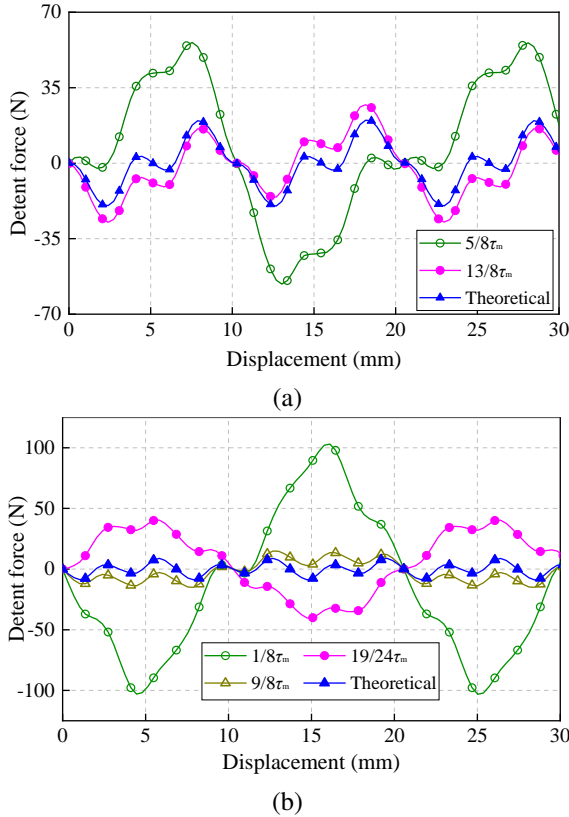 70
35
0
-35
-70
Detent force (N)
5/8τm
13/8τm
Theoretical
0 5 10 15 20 25 30
Displacement (mm)
(a)
100
50
0
-50
-100
Detent force (N)
1/8τm 19/24τm
9/8τm Theoretical
0 5 10 15 20 25 30
Displacement (mm)
(b)